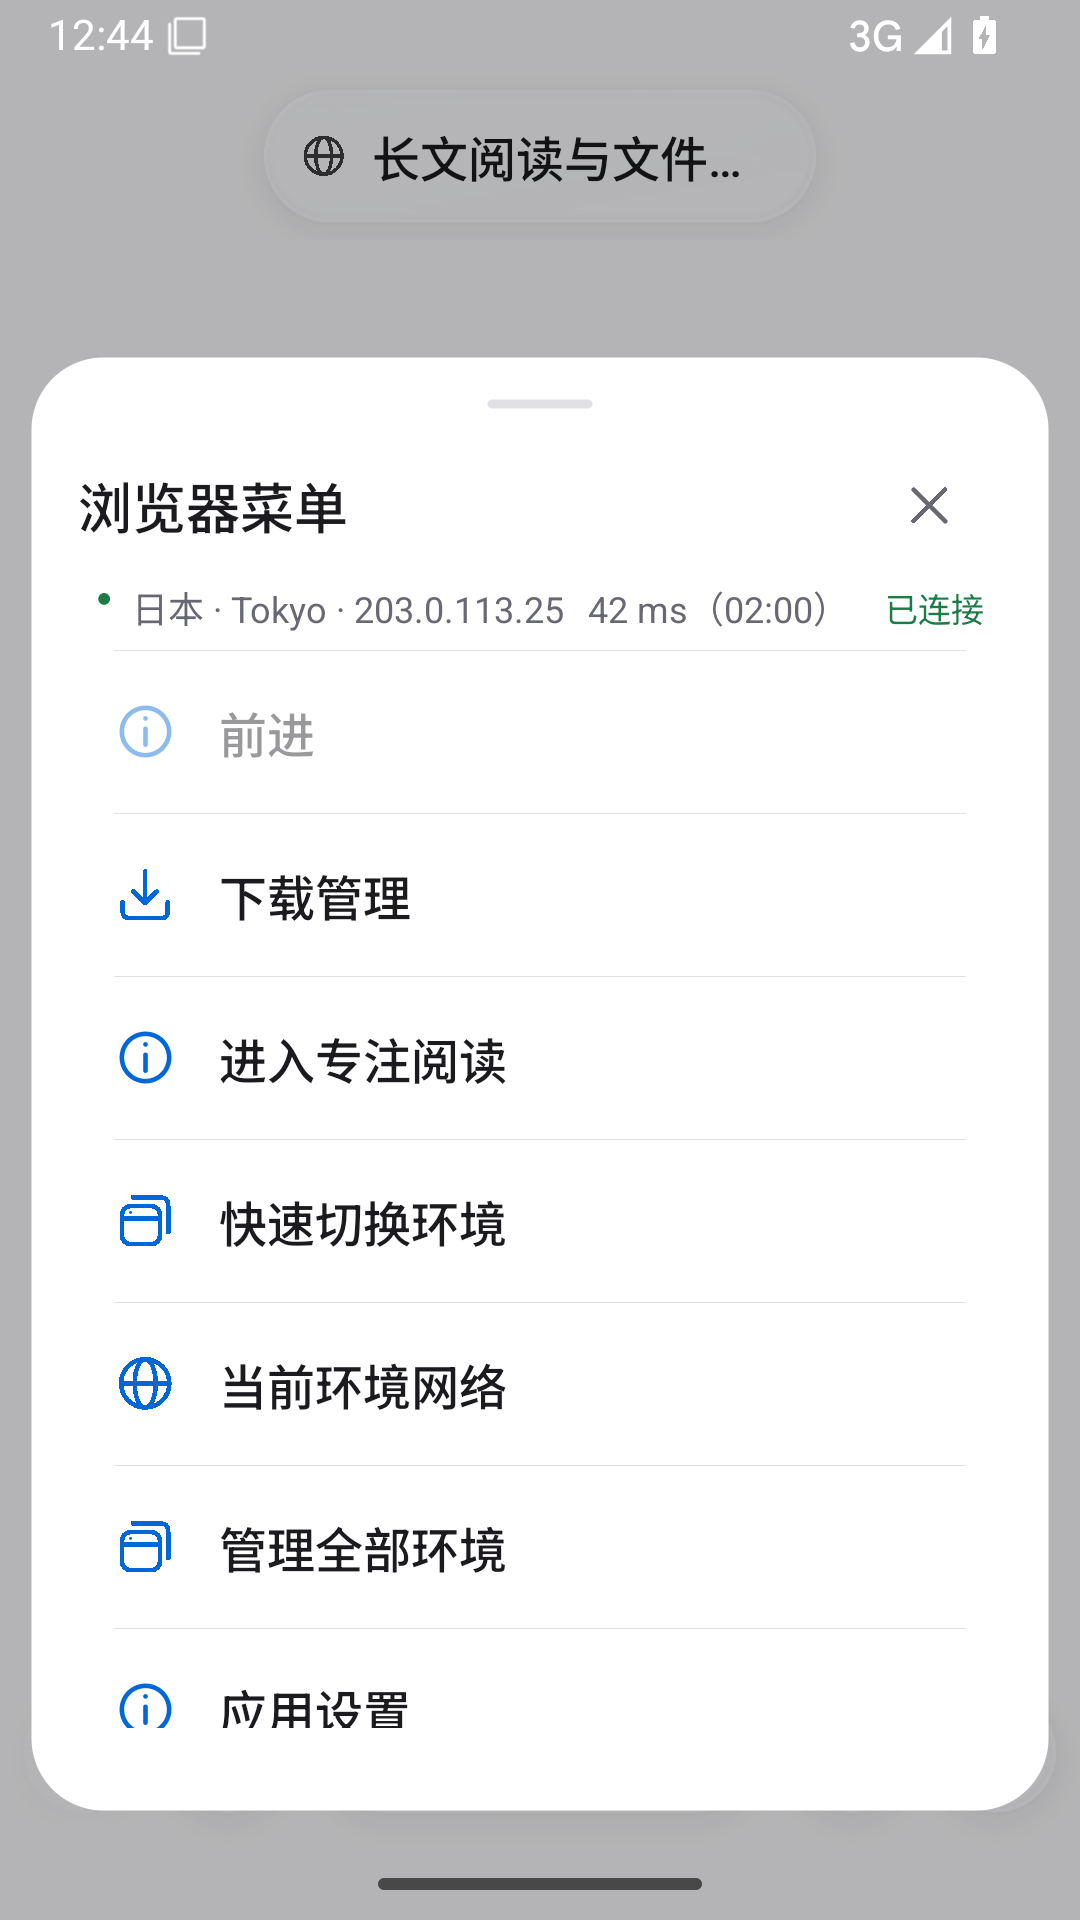 12:44 3G
长文阅读与文件...
浏览器菜单
日本 · Tokyo · 203.0.113.25 42 ms（02:00） 已连接
前进
下载管理
进入专注阅读
快速切换环境
当前环境网络
管理全部环境
应用设置